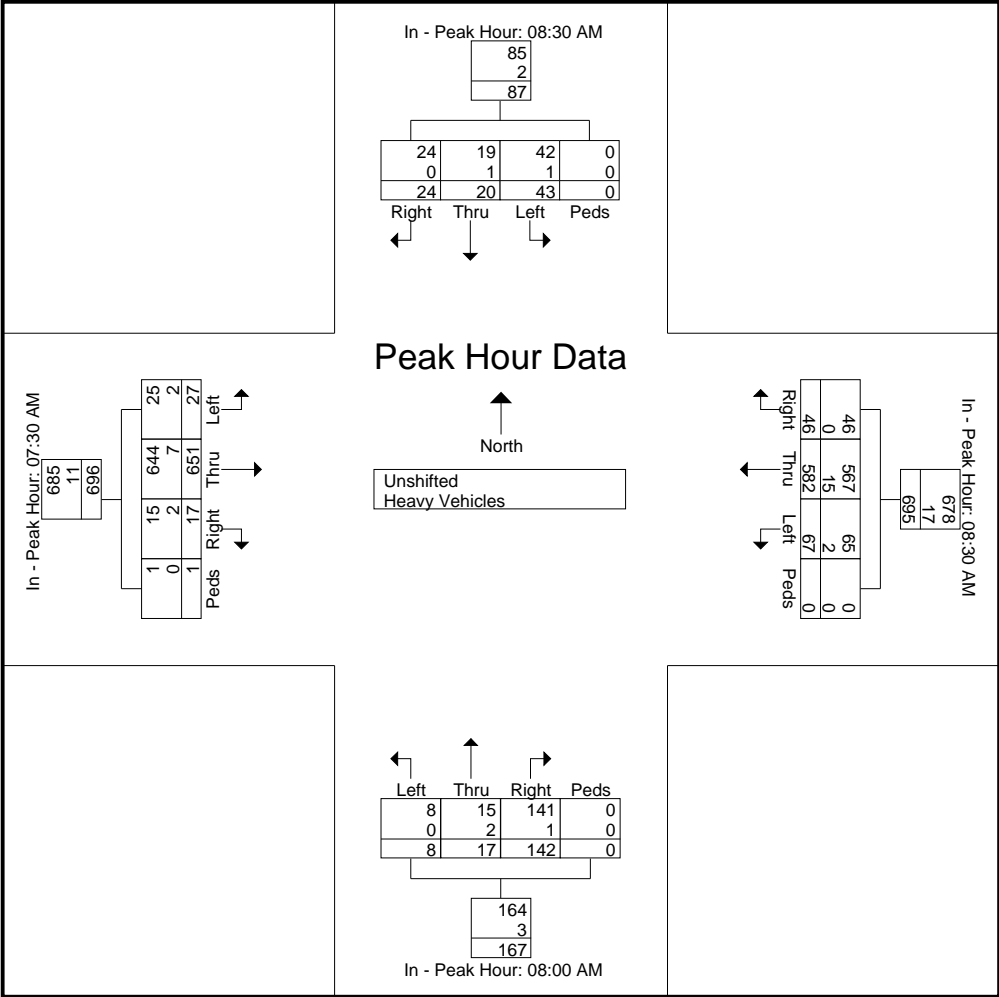 In - Peak Hour: 08:30 AM
85
2
87
24 19 42 0
0 1 1 0
24 20 43 0
Right Thru Left Peds
Peak Hour Data
North
Unshifted
Heavy Vehicles
In - Peak Hour: 07:30 AM
685
11
696
25 644 15 1
2 7 2 0
27 651 17 1
Left Thru Right Peds
In - Peak Hour: 08:30 AM
678
17
695
46 567 65 0
0 15 2 0
46 582 67 0
Right Thru Left Peds
Left Thru Right Peds
8 15 141 0
0 2 1 0
8 17 142 0
164
3
167
In - Peak Hour: 08:00 AM